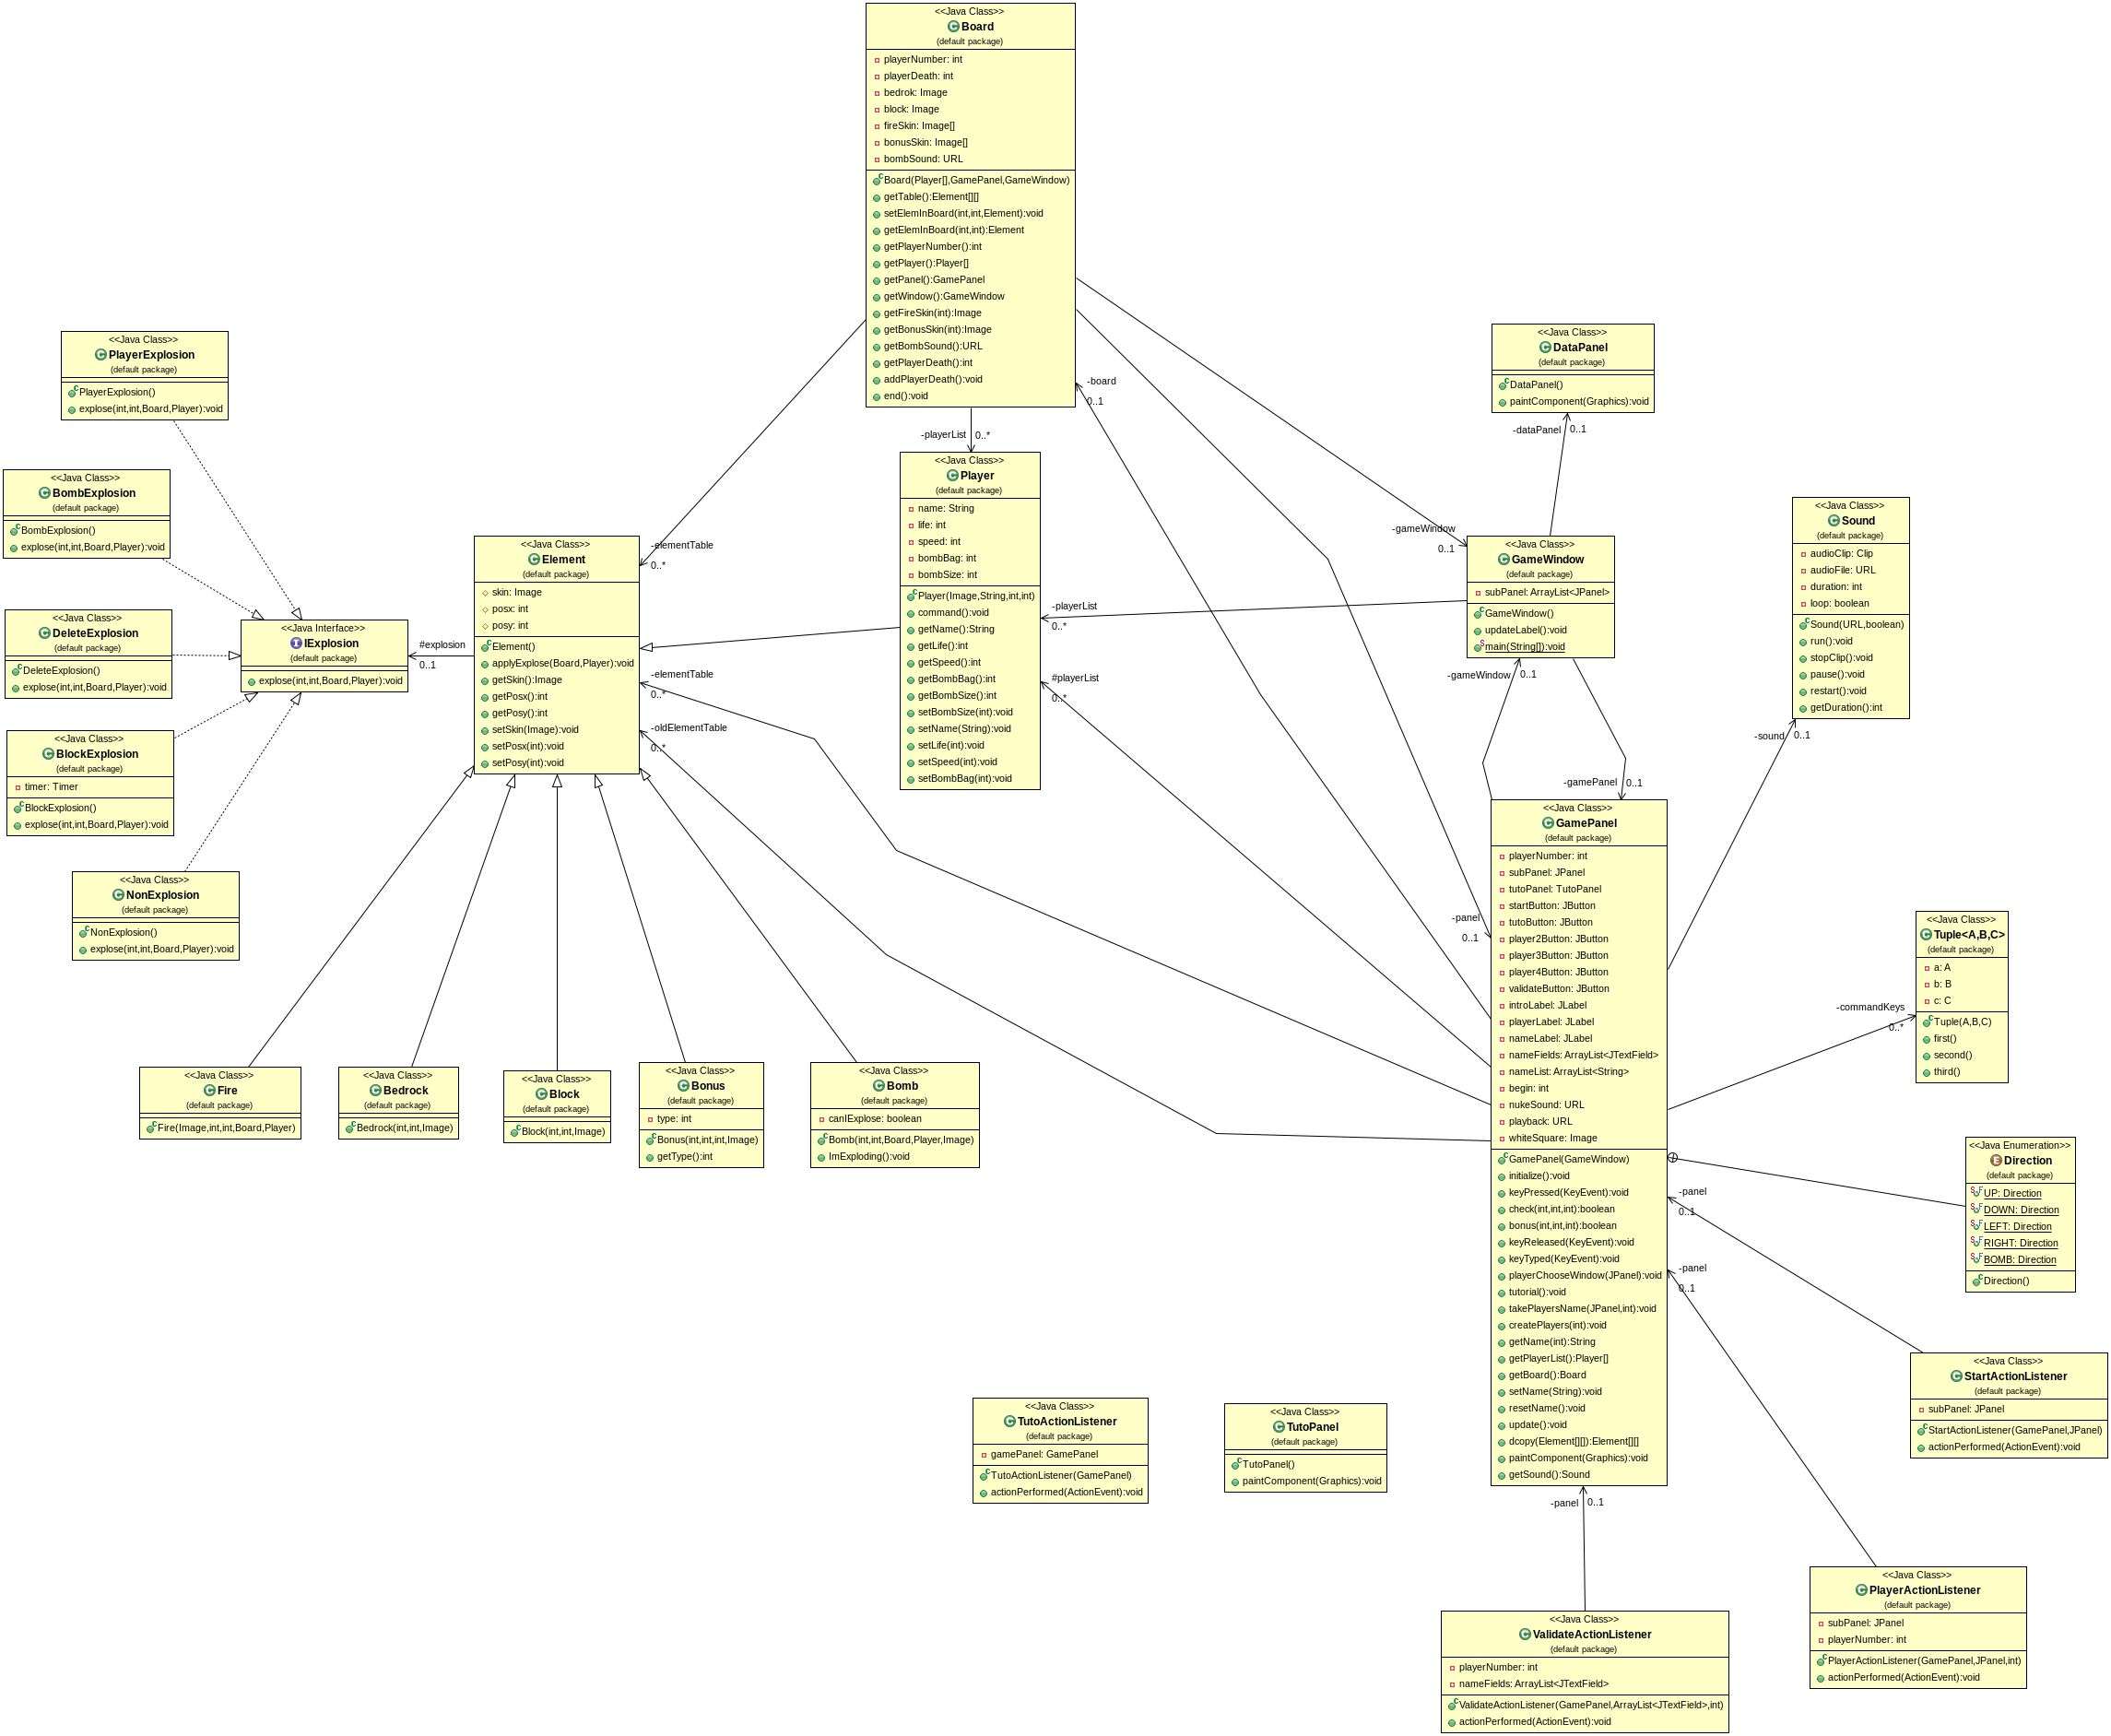 <<Java Class>>
Board
(default package)
playerNumber: int
playerDeath: int
bedrok: Image
block: Image
fireSkin: Image[]
bonusSkin: Image[]
bombSound: URL
Board(Player[],GamePanel,GameWindow)
getTable():Element[][]
setElemInBoard(int,int,Element):void
getElemInBoard(int,int):Element
getPlayerNumber():int
getPlayer():Player[]
getPanel():GamePanel
getWindow():GameWindow
getFireSkin(int):Image
getBonusSkin(int):Image
getBombSound():URL
getPlayerDeath():int
addPlayerDeath():void
end():void
<<Java Class>>
PlayerExplosion
(default package)
PlayerExplosion()
explose(int,int,Board,Player):void
<<Java Class>>
BombExplosion
(default package)
BombExplosion()
explose(int,int,Board,Player):void
<<Java Class>>
DeleteExplosion
(default package)
DeleteExplosion()
explose(int,int,Board,Player):void
<<Java Class>>
BlockExplosion
(default package)
timer: Timer
BlockExplosion()
explose(int,int,Board,Player):void
<<Java Class>>
NonExplosion
(default package)
NonExplosion()
explose(int,int,Board,Player):void
<<Java Interface>>
IExplosion
(default package)
explose(int,int,Board,Player):void
#explosion
0..1
<<Java Class>>
Element
(default package)
skin: Image
posx: int
posy: int
Element()
applyExplose(Board,Player):void
getSkin():Image
getPosx():int
getPosy():int
setSkin(Image):void
setPosx(int):void
setPosy(int):void
-elementTable
0..*
-elementTable
0..*
-oldElementTable
0..*
-playerList
0..*
<<Java Class>>
Player
(default package)
name: String
life: int
speed: int
bombBag: int
bombSize: int
Player(Image,String,int,int)
command():void
getName():String
getLife():int
getSpeed():int
getBombBag():int
getBombSize():int
setBombSize(int):void
setName(String):void
setLife(int):void
setSpeed(int):void
setBombBag(int):void
-board
0..1
-playerList
0..*
#playerList
0..*
<<Java Class>>
DataPanel
(default package)
DataPanel()
paintComponent(Graphics):void
-dataPanel
0..1
-gameWindow
0..1
<<Java Class>>
GameWindow
(default package)
subPanel: ArrayList<JPanel>
GameWindow()
updateLabel():void
main(String[]):void
-gameWindow
0..1
-gamePanel
0..1
<<Java Class>>
Sound
(default package)
audioClip: Clip
audioFile: URL
duration: int
loop: boolean
Sound(URL,boolean)
run():void
stopClip():void
pause():void
restart():void
getDuration():int
-sound
0..1
<<Java Class>>
GamePanel
(default package)
playerNumber: int
subPanel: JPanel
tutoPanel: TutoPanel
startButton: JButton
tutoButton: JButton
player2Button: JButton
player3Button: JButton
player4Button: JButton
validateButton: JButton
introLabel: JLabel
playerLabel: JLabel
nameLabel: JLabel
nameFields: ArrayList<JTextField>
nameList: ArrayList<String>
begin: int
nukeSound: URL
playback: URL
whiteSquare: Image
GamePanel(GameWindow)
initialize():void
keyPressed(KeyEvent):void
check(int,int,int):boolean
bonus(int,int,int):boolean
keyReleased(KeyEvent):void
keyTyped(KeyEvent):void
playerChooseWindow(JPanel):void
tutorial():void
takePlayersName(JPanel,int):void
createPlayers(int):void
getName(int):String
getPlayerList():Player[]
getBoard():Board
setName(String):void
resetName():void
update():void
dcopy(Element[][]):Element[][]
paintComponent(Graphics):void
getSound():Sound
-panel
0..1
<<Java Class>>
Tuple<A,B,C>
(default package)
a: A
b: B
c: C
Tuple(A,B,C)
first()
second()
third()
-commandKeys
0..*
<<Java Class>>
Fire
(default package)
Fire(Image,int,int,Board,Player)
<<Java Class>>
Bedrock
(default package)
Bedrock(int,int,Image)
<<Java Class>>
Block
(default package)
Block(int,int,Image)
<<Java Class>>
Bonus
(default package)
type: int
Bonus(int,int,int,Image)
getType():int
<<Java Class>>
Bomb
(default package)
canIExplose: boolean
Bomb(int,int,Board,Player,Image)
ImExploding():void
<<Java Enumeration>>
Direction
(default package)
UP: Direction
DOWN: Direction
LEFT: Direction
RIGHT: Direction
BOMB: Direction
Direction()
-panel
0..1
-panel
0..1
<<Java Class>>
StartActionListener
(default package)
subPanel: JPanel
StartActionListener(GamePanel,JPanel)
actionPerformed(ActionEvent):void
<<Java Class>>
TutoActionListener
(default package)
gamePanel: GamePanel
TutoActionListener(GamePanel)
actionPerformed(ActionEvent):void
<<Java Class>>
TutoPanel
(default package)
TutoPanel()
paintComponent(Graphics):void
-panel
0..1
<<Java Class>>
PlayerActionListener
(default package)
subPanel: JPanel
playerNumber: int
PlayerActionListener(GamePanel,JPanel,int)
actionPerformed(ActionEvent):void
<<Java Class>>
ValidateActionListener
(default package)
playerNumber: int
nameFields: ArrayList<JTextField>
ValidateActionListener(GamePanel,ArrayList<JTextField>,int)
actionPerformed(ActionEvent):void